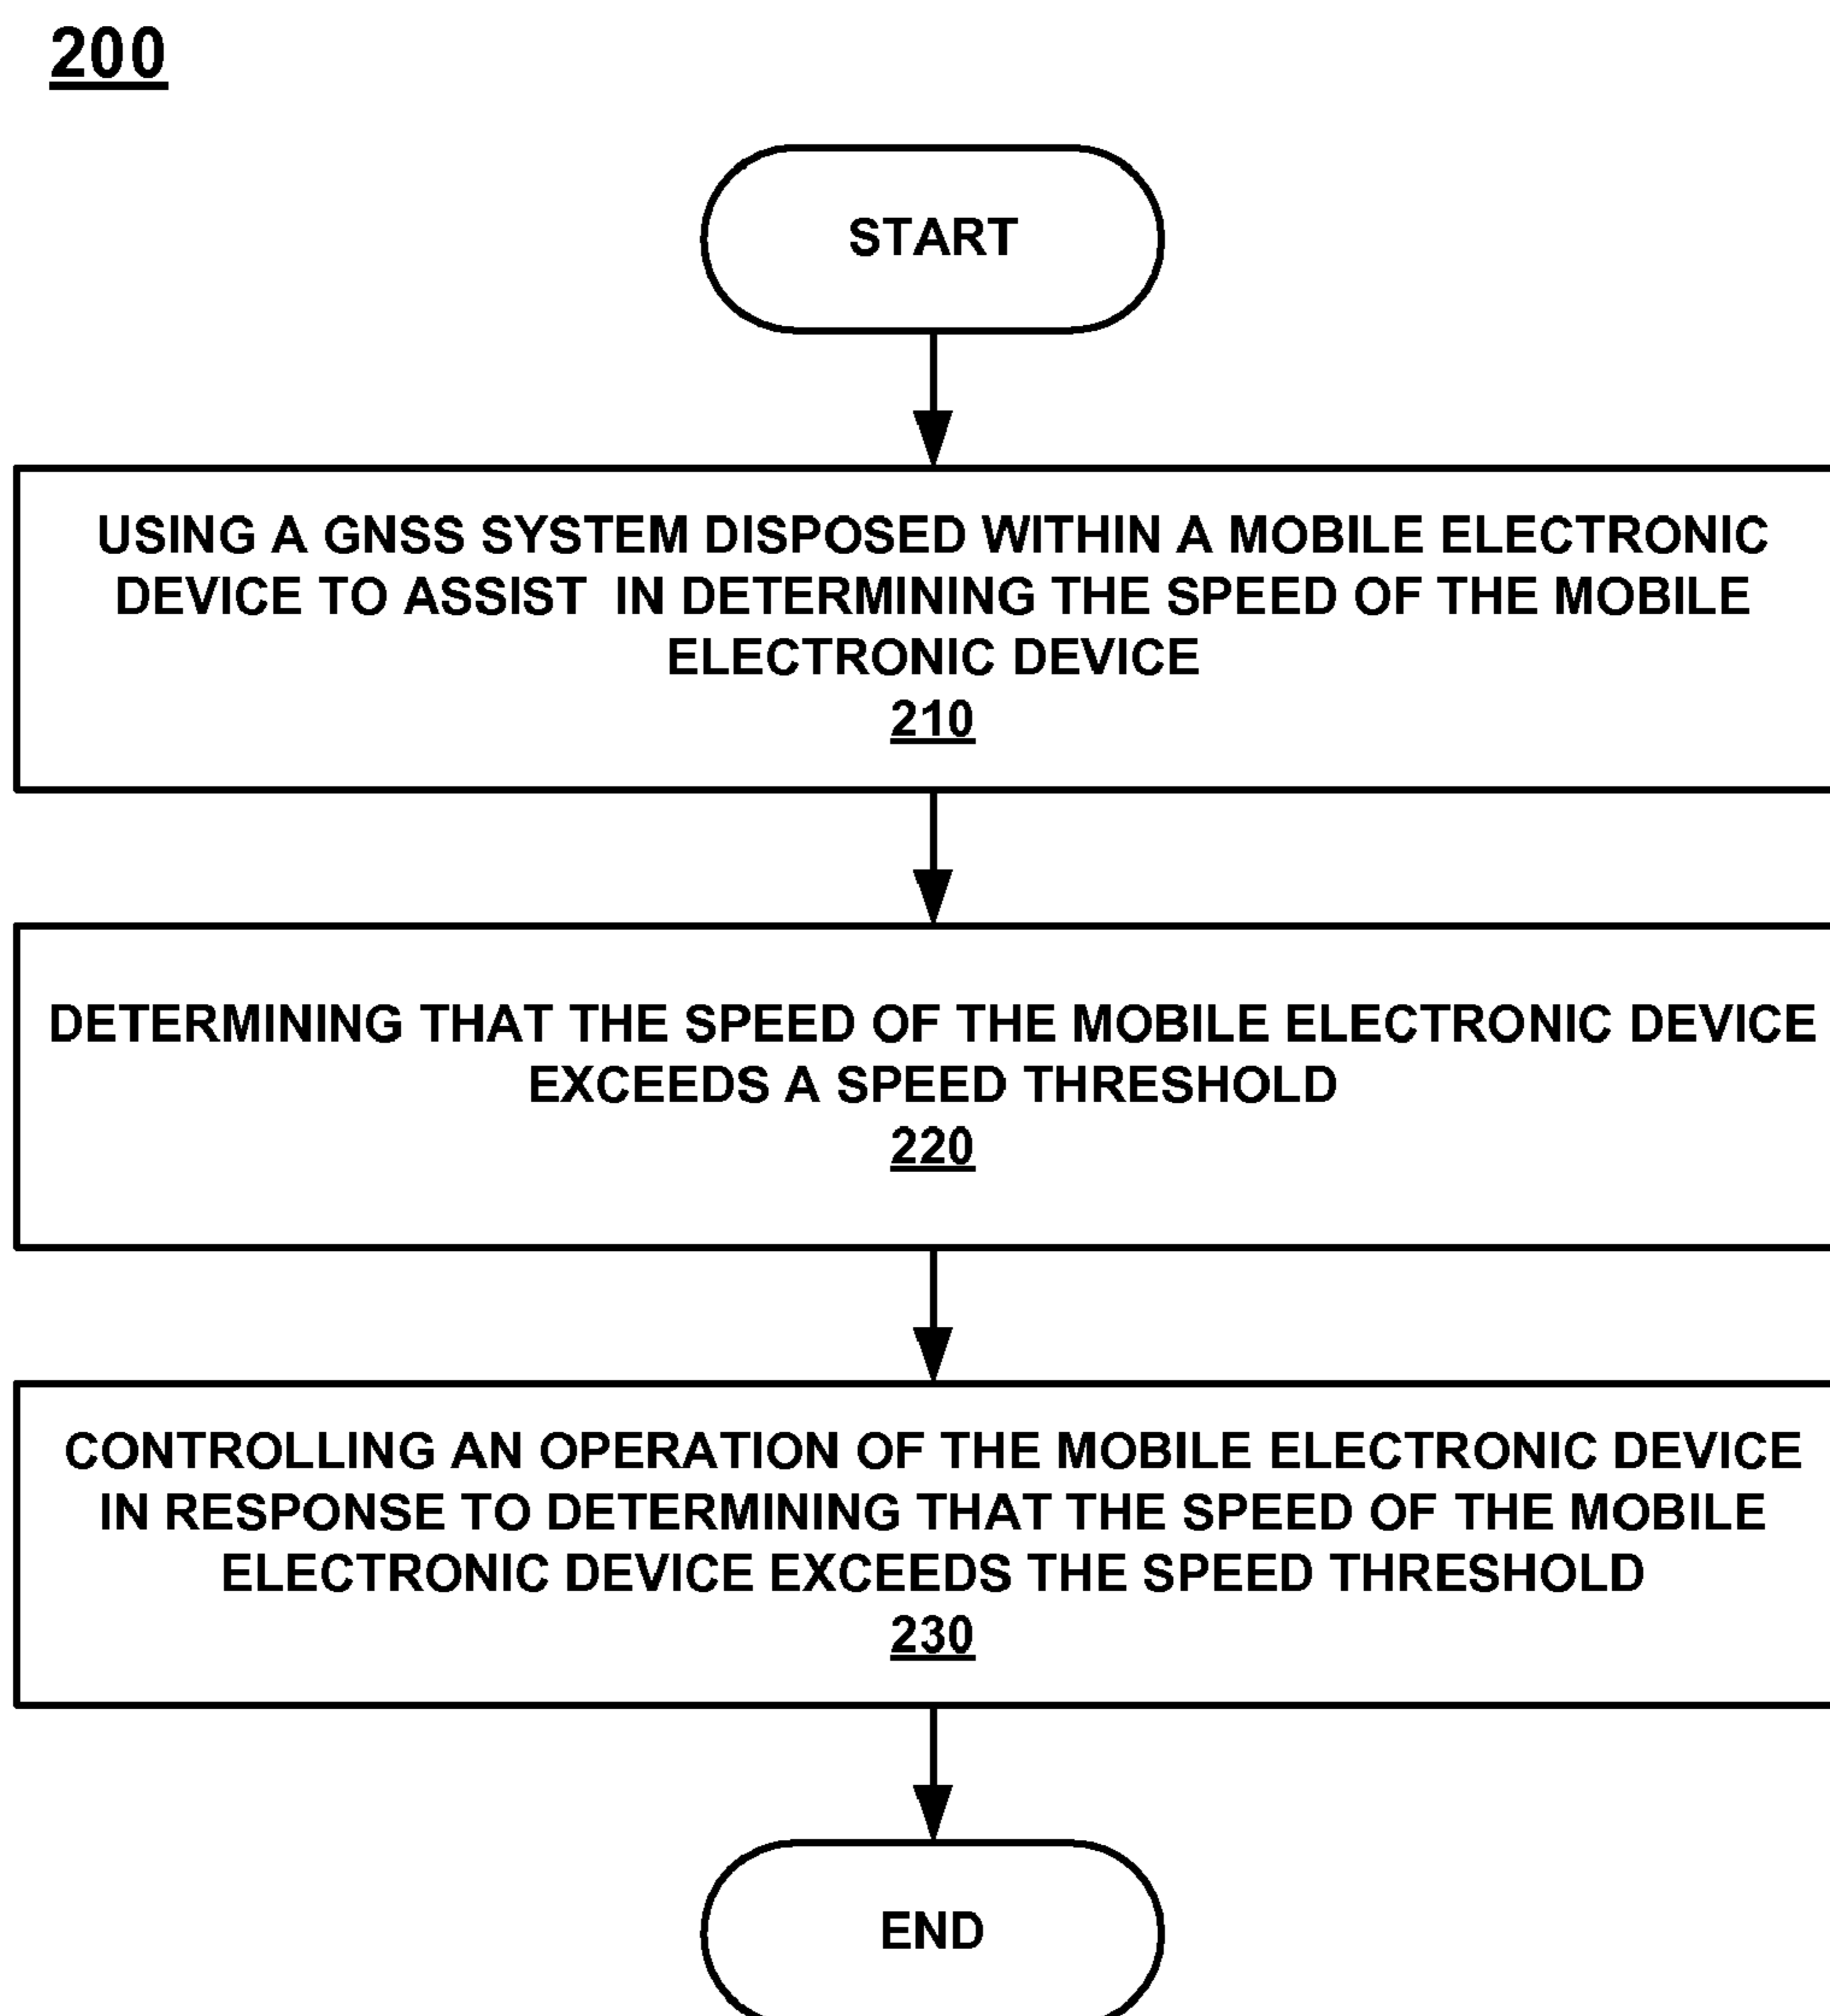 200
START
USING A GNSS SYSTEM DISPOSED WITHIN A MOBILE ELECTRONIC
DEVICE TO ASSIST IN DETERMINING THE SPEED OF THE MOBILE
ELECTRONIC DEVICE
210
DETERMINING THAT THE SPEED OF THE MOBILE ELECTRONIC DEVICE
EXCEEDS A SPEED THRESHOLD
220
CONTROLLING AN OPERATION OF THE MOBILE ELECTRONIC DEVICE
IN RESPONSE TO DETERMINING THAT THE SPEED OF THE MOBILE
ELECTRONIC DEVICE EXCEEDS THE SPEED THRESHOLD
230
END